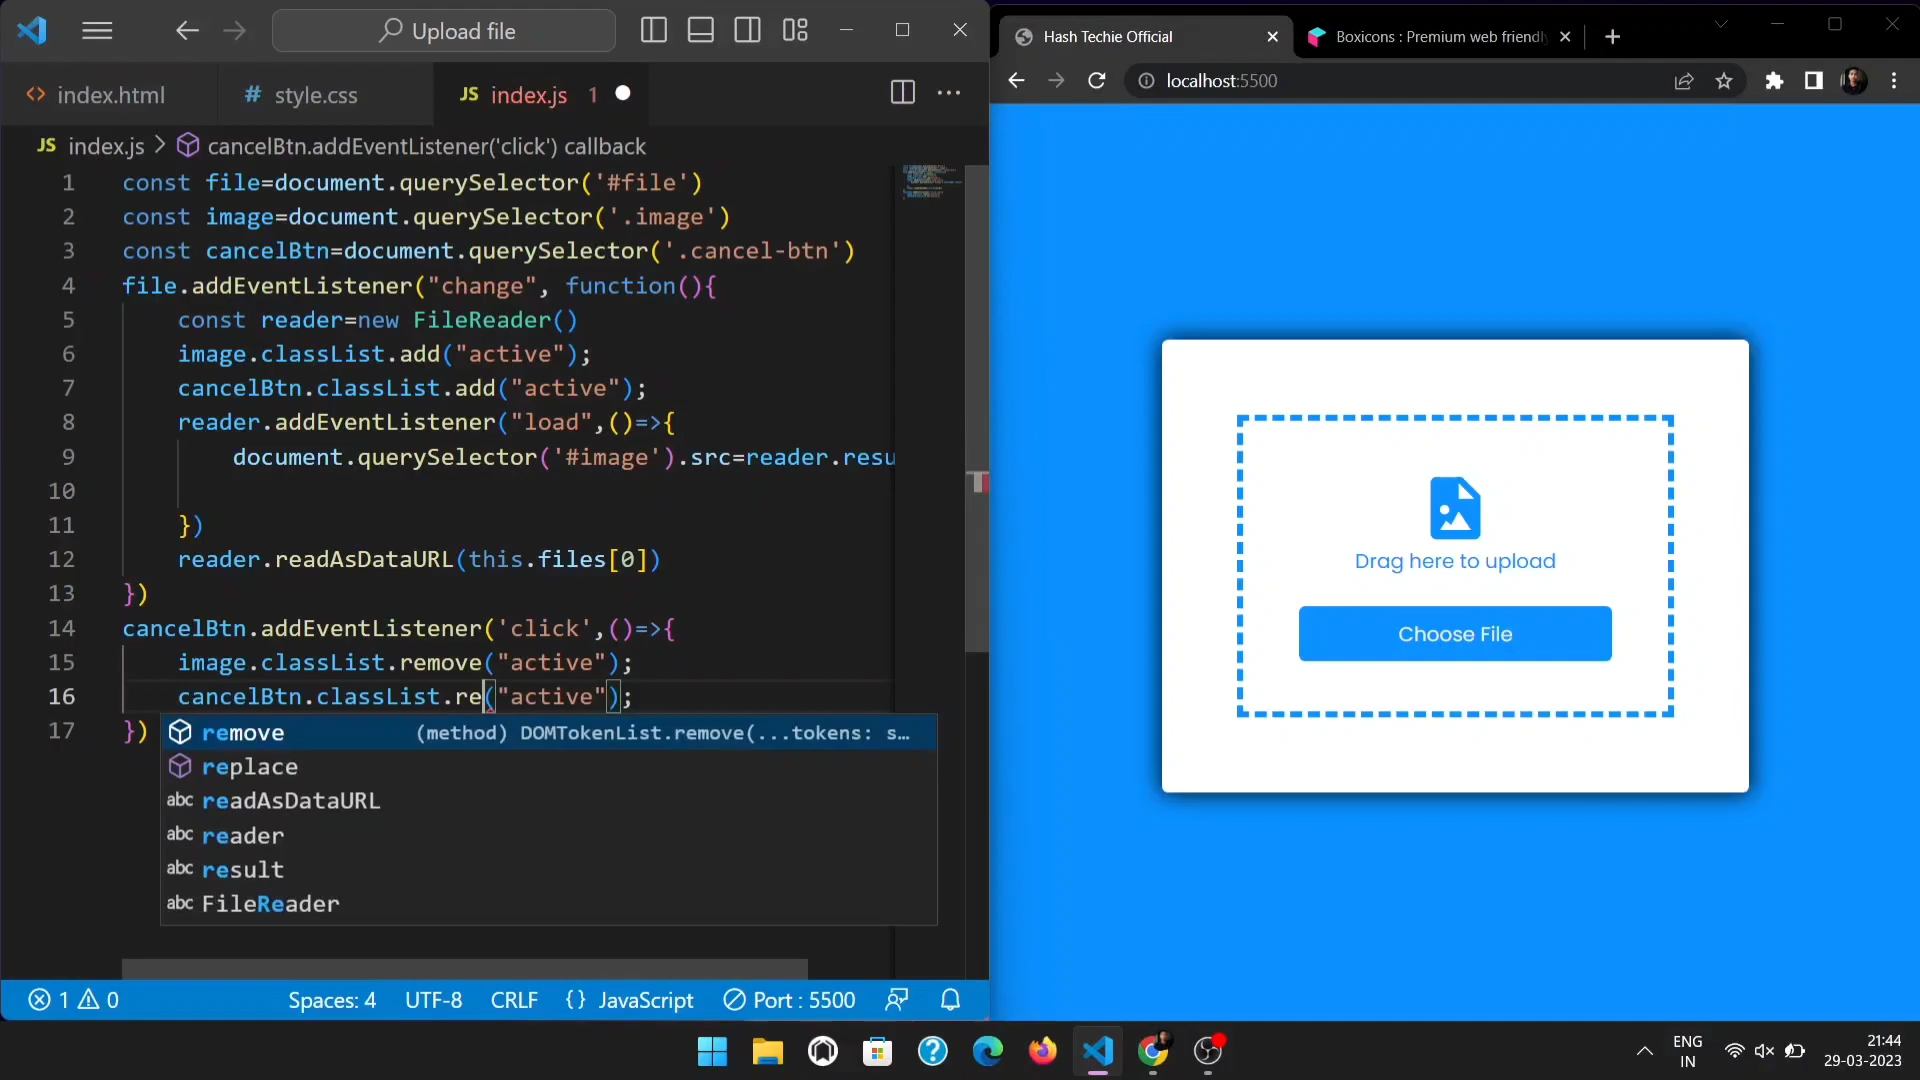 Upload file
index.html
# style.css
JS index.js 1
JS index.js > cancelBtn.addEventListener('click') callback
1 const file=document.querySelector('#file')
2 const image=document.querySelector('.image')
3 const cancelBtn=document.querySelector('.cancel-btn')
4 file.addEventListener("change", function(){
5 const reader=new FileReader()
6 image.classList.add("active");
7 cancelBtn.classList.add("active");
8 reader.addEventListener("load",()=>{
9 document.querySelector('#image').src=reader.resu
10
11 })
12 reader.readAsDataURL(this.files[0])
13 })
14 cancelBtn.addEventListener('click',()=>{
15 image.classList.remove("active");
16 cancelBtn.classList.re("active");
17 })
remove (method) DOMTokenList.remove(...tokens: s...
replace
abc readAsDataURL
abc reader
abc result
abc FileReader
1 0 Spaces: 4 UTF-8 CRLF {} JavaScript Port : 5500
Hash Techie Official
Boxicons : Premium web friendly
localhost:5500
Drag here to upload
Choose File
ENG
IN
21:44
29-03-2023